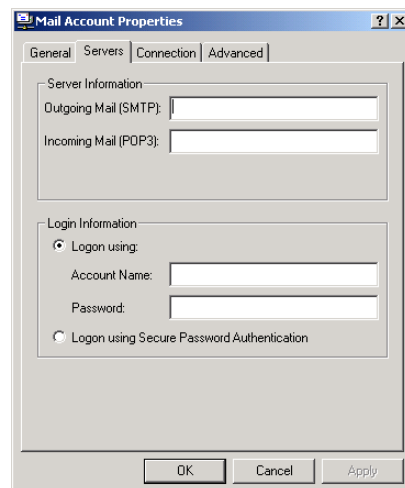 Mail Account Properties
General Servers Connection Advanced
Server Information
Outgoing Mail (SMTP):
Incoming Mail (POP3):
Login Information
Logon using:
Account Name:
Password:
Logon using Secure Password Authentication
OK Cancel Apply